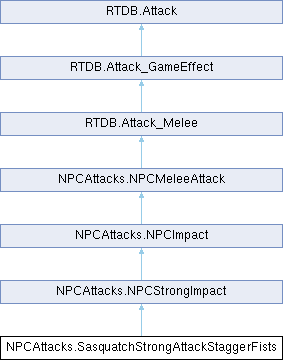 RTDB.Attack
RTDB.Attack_GameEffect
RTDB.Attack_Melee
NPCAttacks.NPCMeleeAttack
NPCAttacks.NPCImpact
NPCAttacks.NPCStrongImpact
NPCAttacks.SasquatchStrongAttackStaggerFists